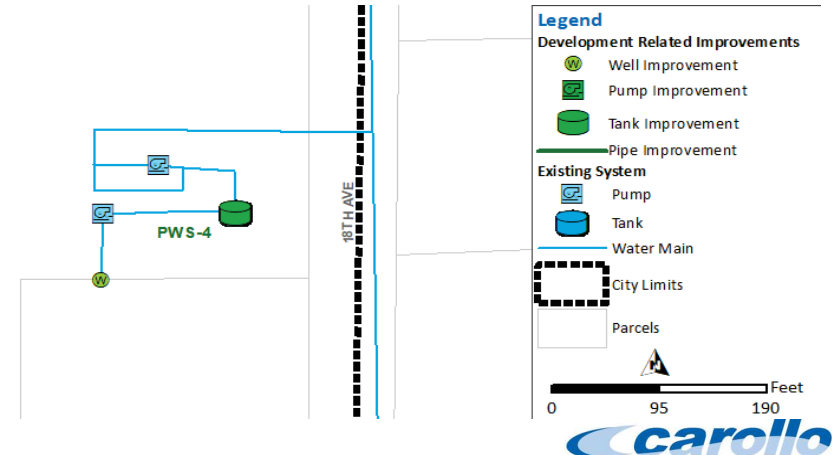 18TH AVE
PWS-4
W
Legend
Development Related Improvements
W Well Improvement
Pump Improvement
Tank Improvement
Pipe Improvement
Existing System
Pump
Tank
Water Main
City Limits
Parcels
N
Feet
0 95 190
carollo